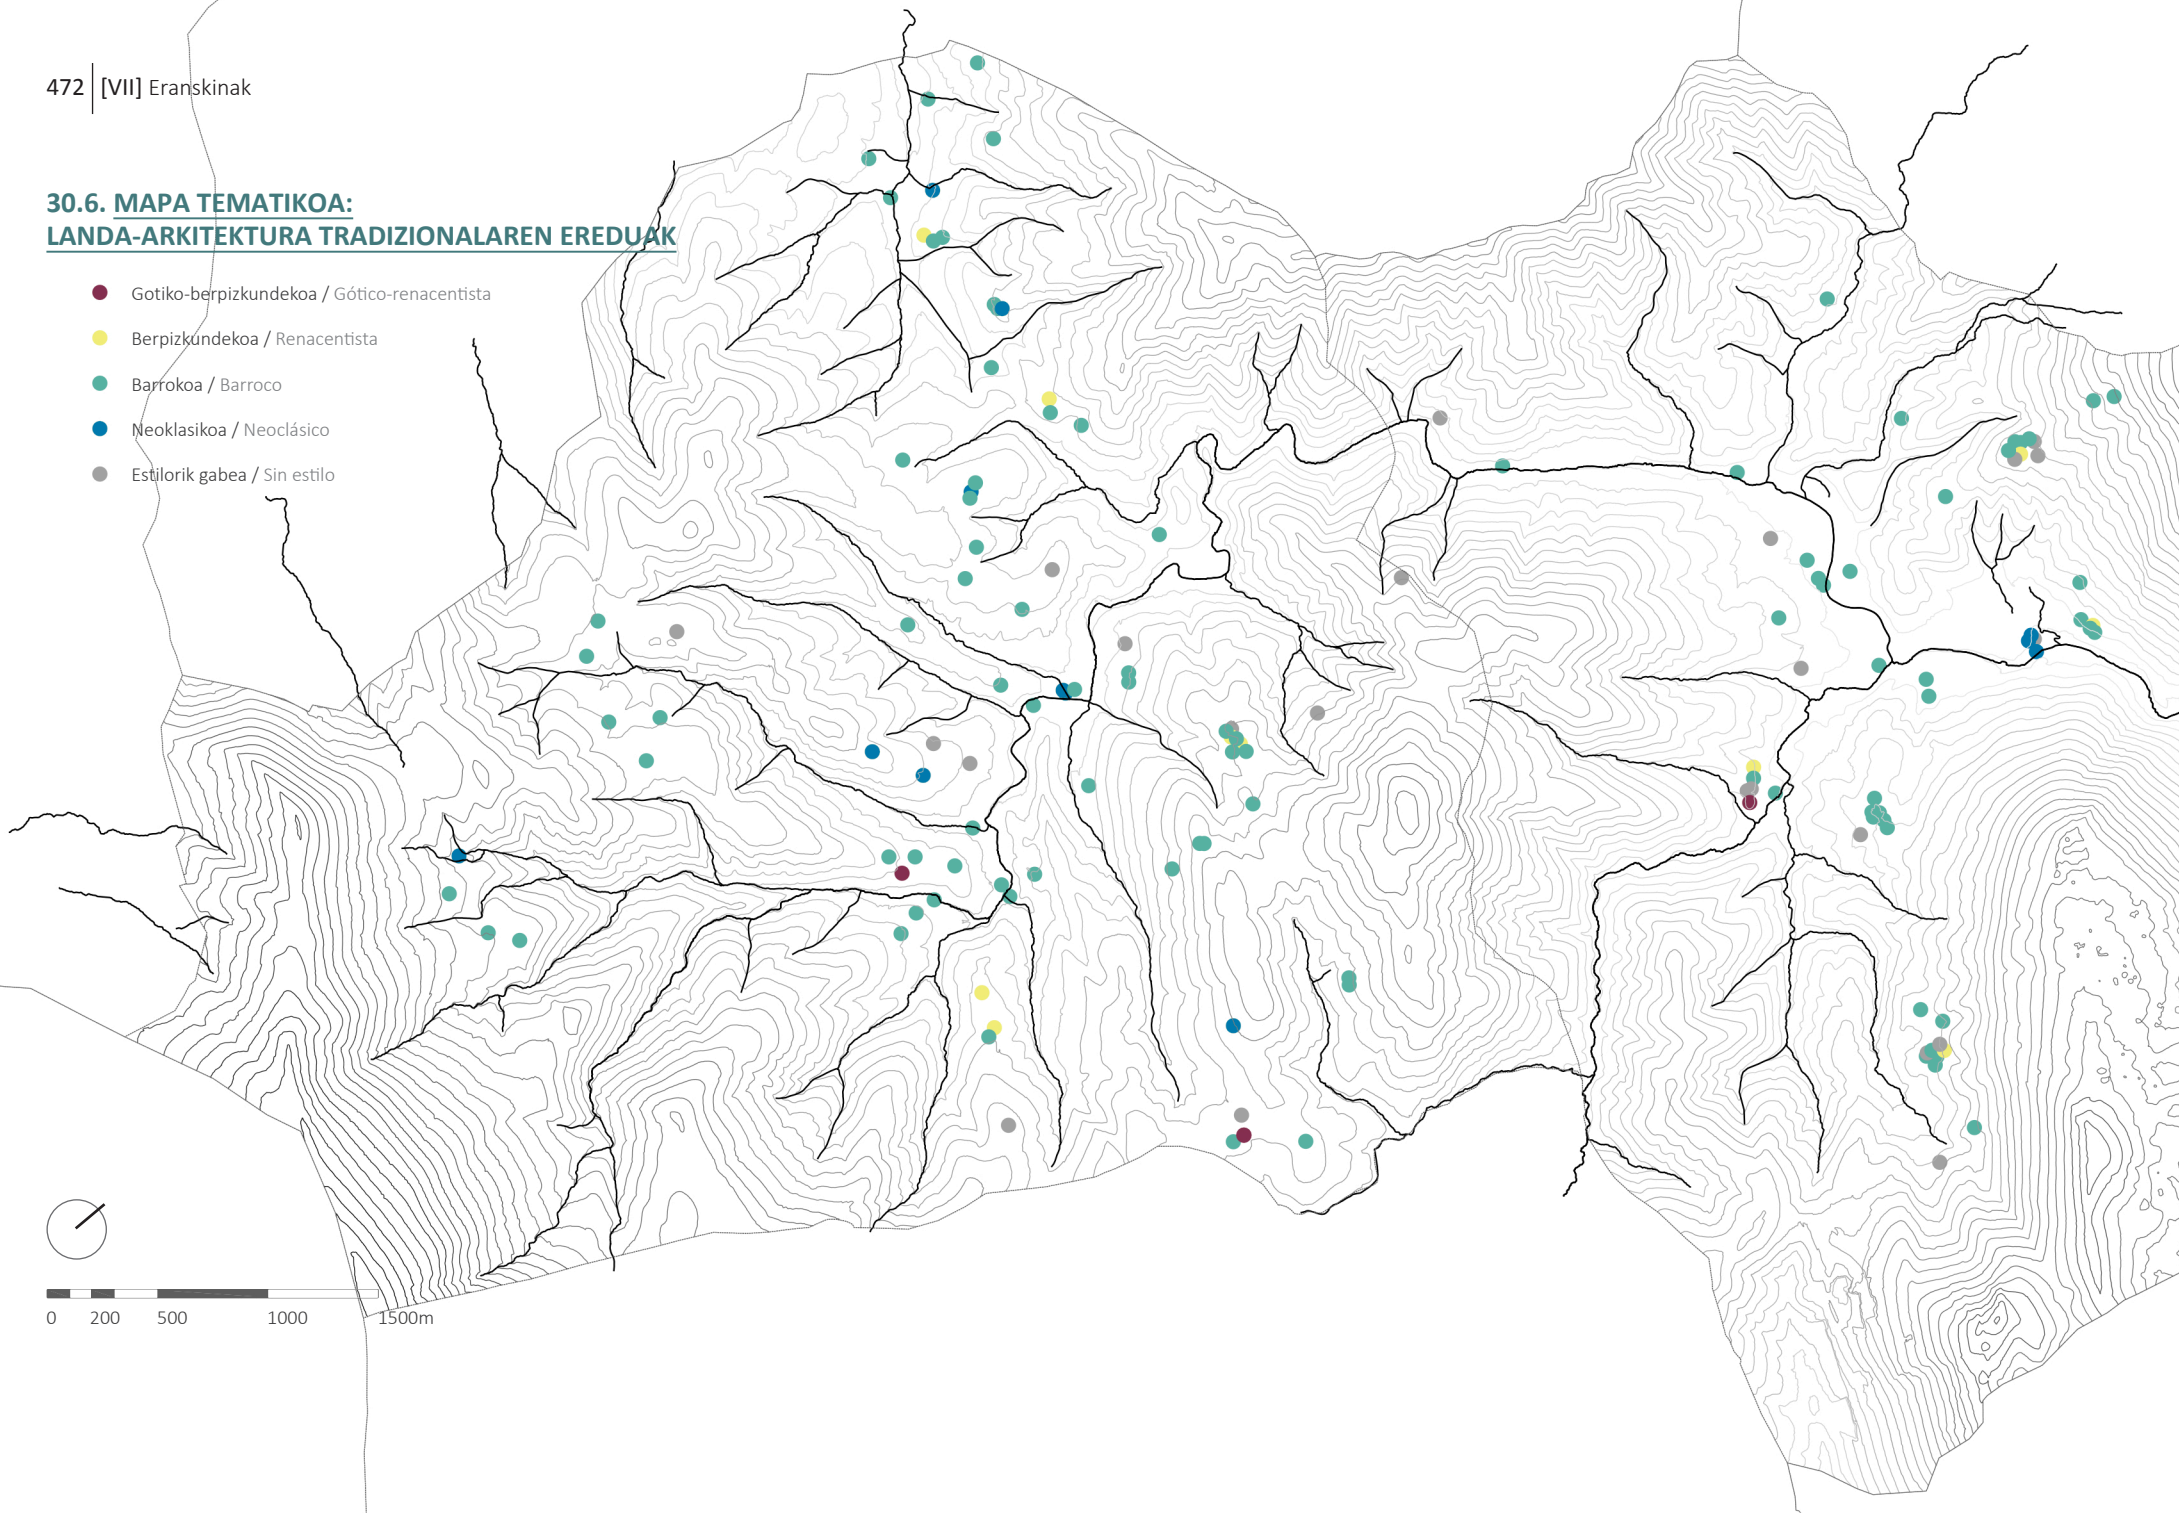 472 [VII] Eranskinak
30.6. MAPA TEMATIKOA:
LANDA-ARKITEKTURA TRADIZIONALAREN EREDUAK
Gotiko-berpizkundekoa / Gótico-renacentista
Berpizkundekoa / Renacentista
Barrokoa / Barroco
Neoklasikoa / Neoclásico
Estilorik gabea / Sin estilo
0 200 500 1000 1500m